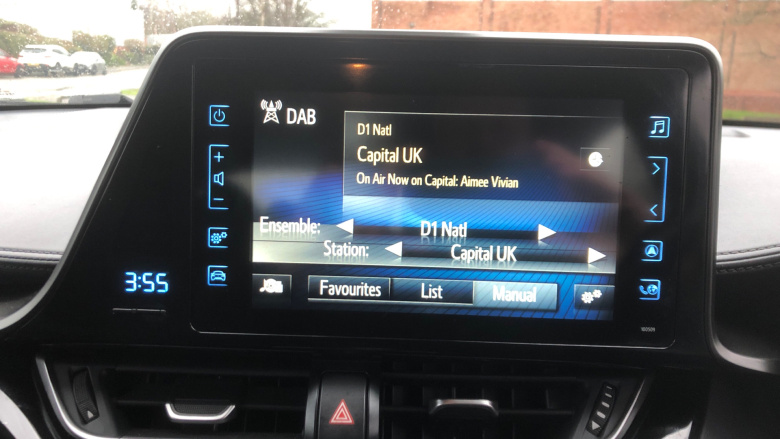 DAB
D1 Natl
Capital UK
On Air Now on Capital: Aimee Vivian
Ensemble: D1 Natl
Station: Capital UK
3:55
Favourites List Manual